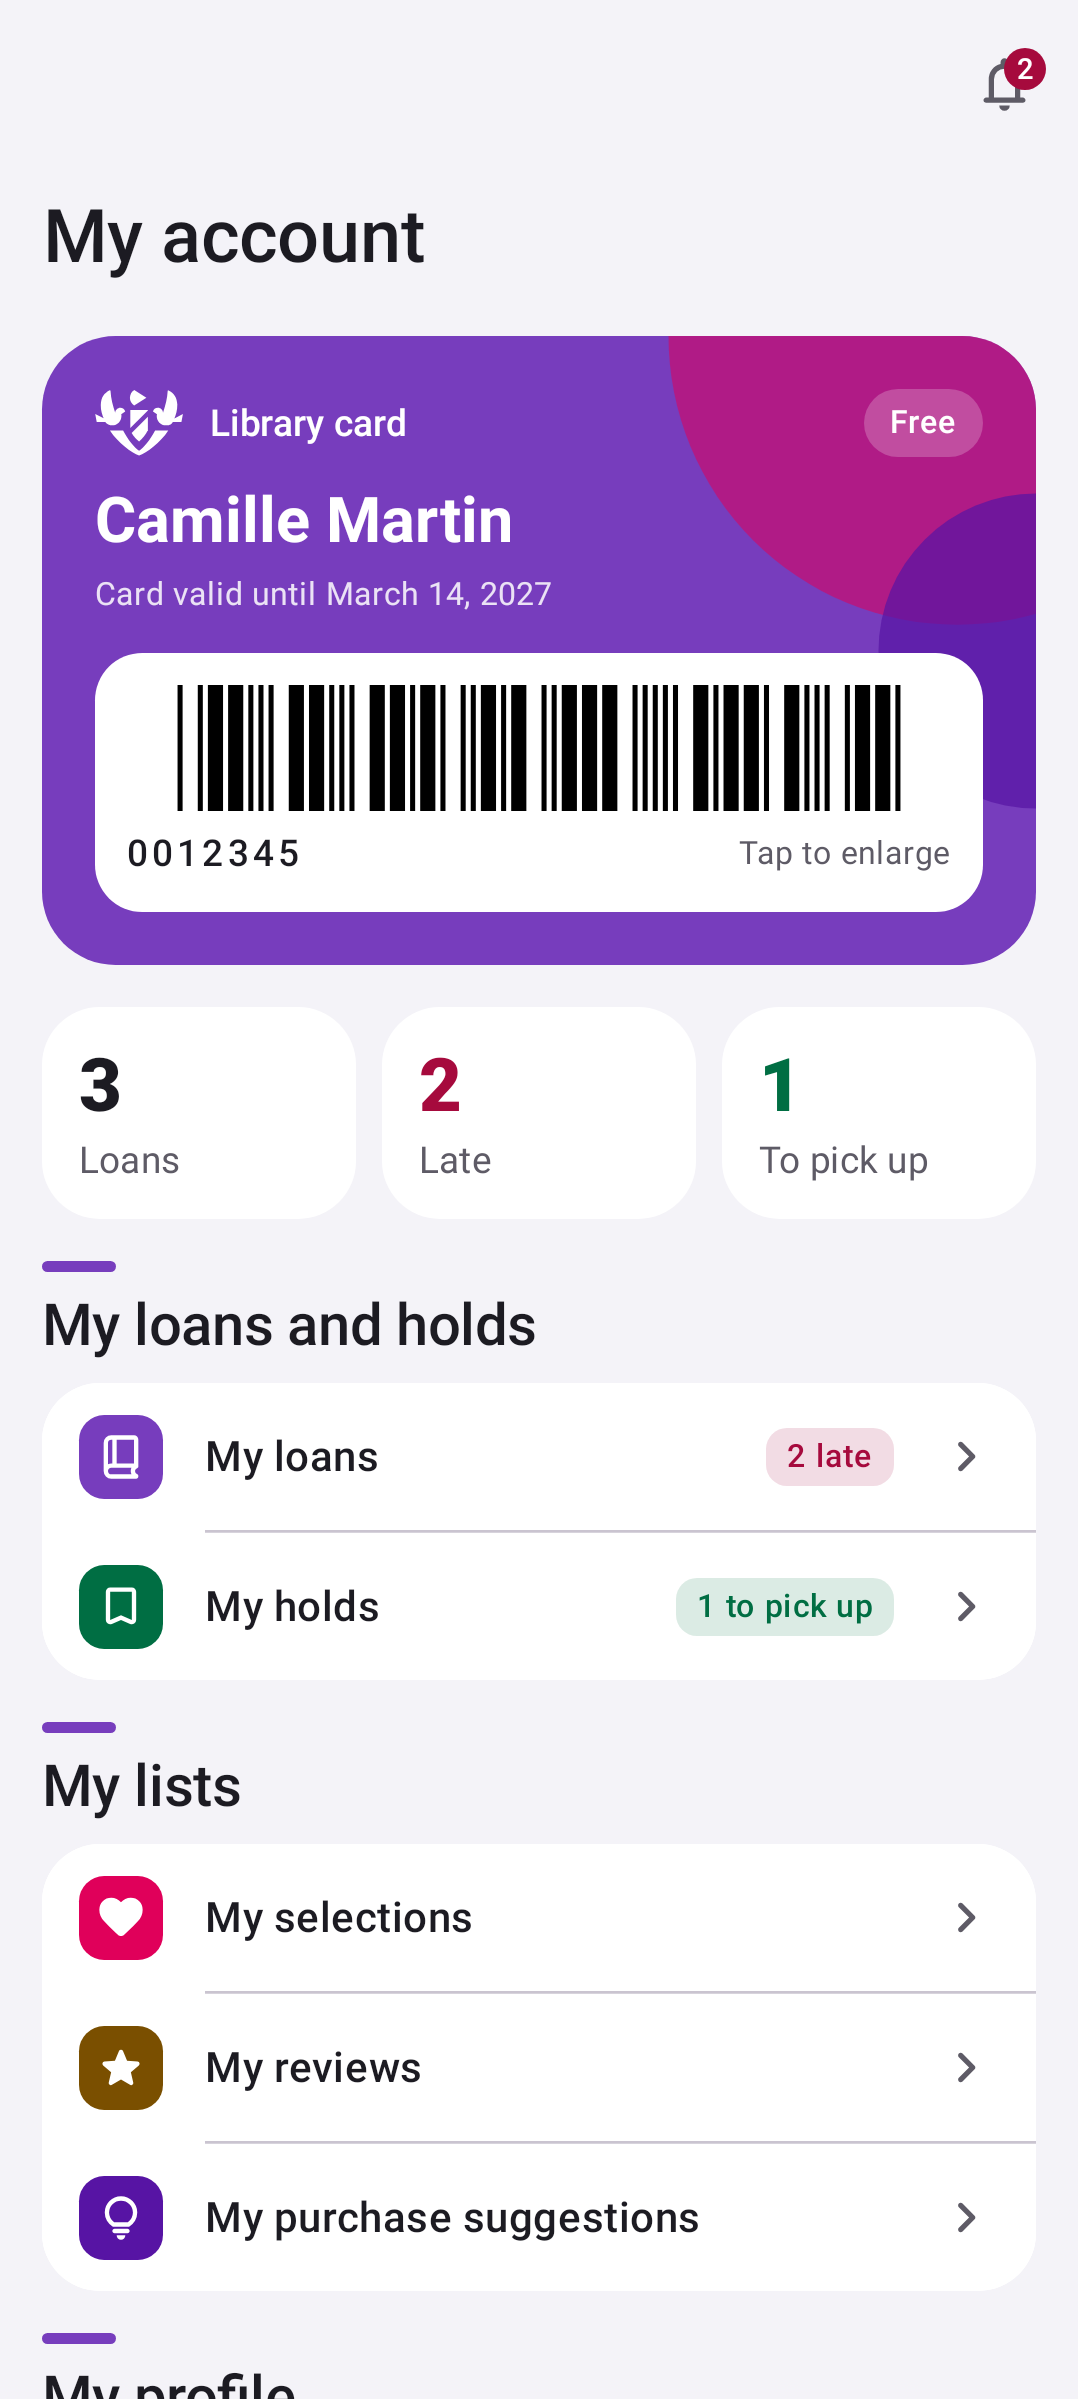 2
My account
Library card
Free
Camille Martin
Card valid until March 14, 2027
0012345
Tap to enlarge
3
Loans
2
Late
1
To pick up
My loans and holds
My loans
2 late
My holds
1 to pick up
My lists
My selections
My reviews
My purchase suggestions
My profile